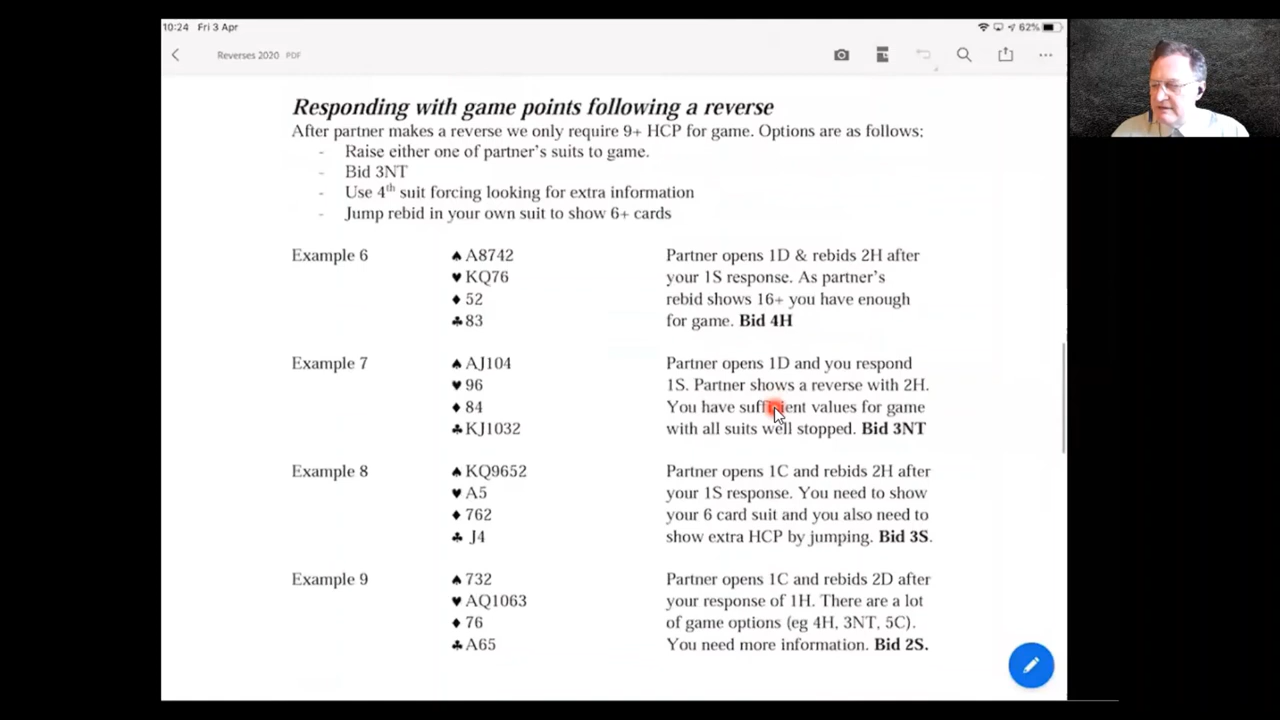 10:24 Fri 3 Apr
62%
Reverses 2020 PDF
Responding with game points following a reverse
After partner makes a reverse we only require 9+ HCP for game. Options are as follows:
- Raise either one of partner's suits to game.
- Bid 3NT
- Use 4th suit forcing looking for extra information
- Jump rebid in your own suit to show 6+ cards
Example 6
♠ A8742
♥ KQ76
♦ 52
♣ 83
Partner opens 1D & rebids 2H after
your 1S response. As partner's
rebid shows 16+ you have enough
for game. Bid 4H
Example 7
♠ AJ104
♥ 96
♦ 84
♣ KJ1032
Partner opens 1D and you respond
1S. Partner shows a reverse with 2H.
You have sufficient values for game
with all suits well stopped. Bid 3NT
Example 8
♠ KQ9652
♥ A5
♦ 762
♣ J4
Partner opens 1C and rebids 2H after
your 1S response. You need to show
your 6 card suit and you also need to
show extra HCP by jumping. Bid 3S.
Example 9
♠ 732
♥ AQ1063
♦ 76
♣ A65
Partner opens 1C and rebids 2D after
your response of 1H. There are a lot
of game options (eg 4H, 3NT, 5C).
You need more information. Bid 2S.